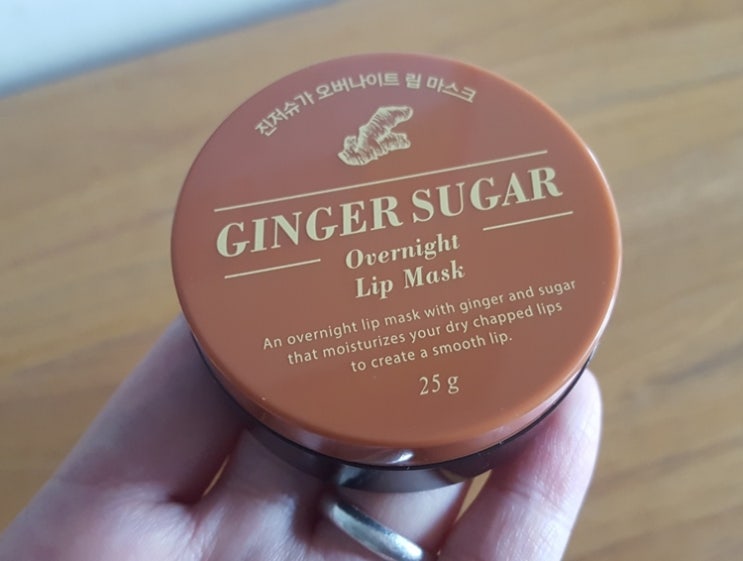 진저슈가 오버나이트 립 마스크
GINGER SUGAR
Overnight
Lip Mask
An overnight lip mask with ginger and sugar
that moisturizes your dry chapped lips
to create a smooth lip.
25 g